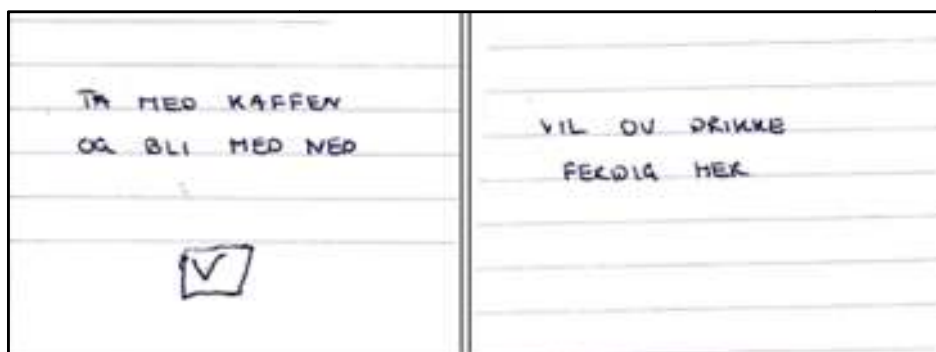 TA MED KAFFEN
OG BLI MED NED
VIL DU DRIKKE
FERDIG HER